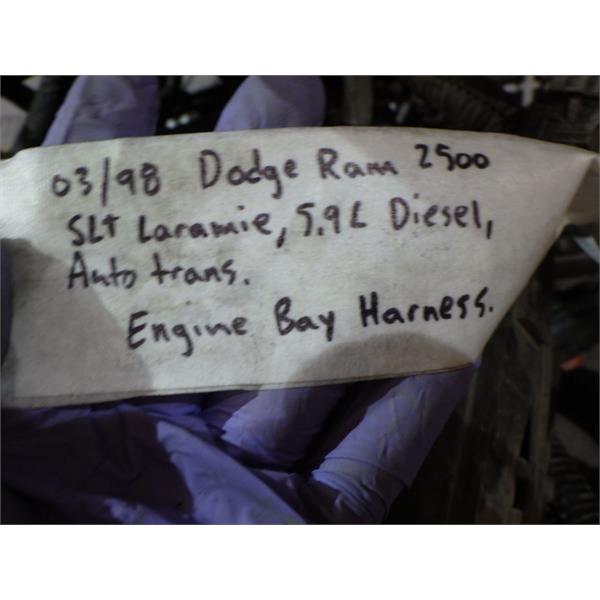 03/98 Dodge Ram 2500
SLT Laramie, 5.9L Diesel,
Auto trans.
Engine Bay Harness.